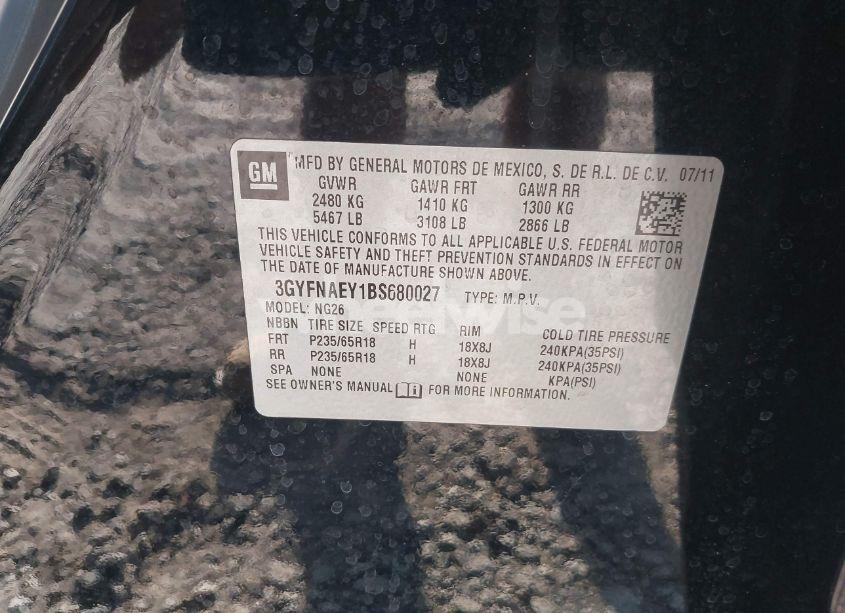 GM
MFD BY GENERAL MOTORS DE MEXICO, S. DE R.L. DE C.V. 07/11
GVWR GAWR FRT GAWR RR
2480 KG 1410 KG 1300 KG
5467 LB 3108 LB 2866 LB
THIS VEHICLE CONFORMS TO ALL APPLICABLE U.S. FEDERAL MOTOR
VEHICLE SAFETY AND THEFT PREVENTION STANDARDS IN EFFECT ON
THE DATE OF MANUFACTURE SHOWN ABOVE.
3GYFNAEY1BS680027 TYPE: M.P.V.
MODEL: NG26
NBBN TIRE SIZE SPEED RTG RIM COLD TIRE PRESSURE
FRT P235/65R18 H 18X8J 240KPA(35PSI)
RR P235/65R18 H 18X8J 240KPA(35PSI)
SPA NONE NONE KPA(PSI)
SEE OWNER'S MANUAL FOR MORE INFORMATION.